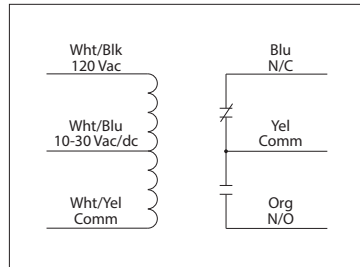 Wht/Blk
120 Vac
Blu
N/C
Wht/Blu
10-30 Vac/dc
Yel
Comm
Wht/Yel
Comm
Org
N/O